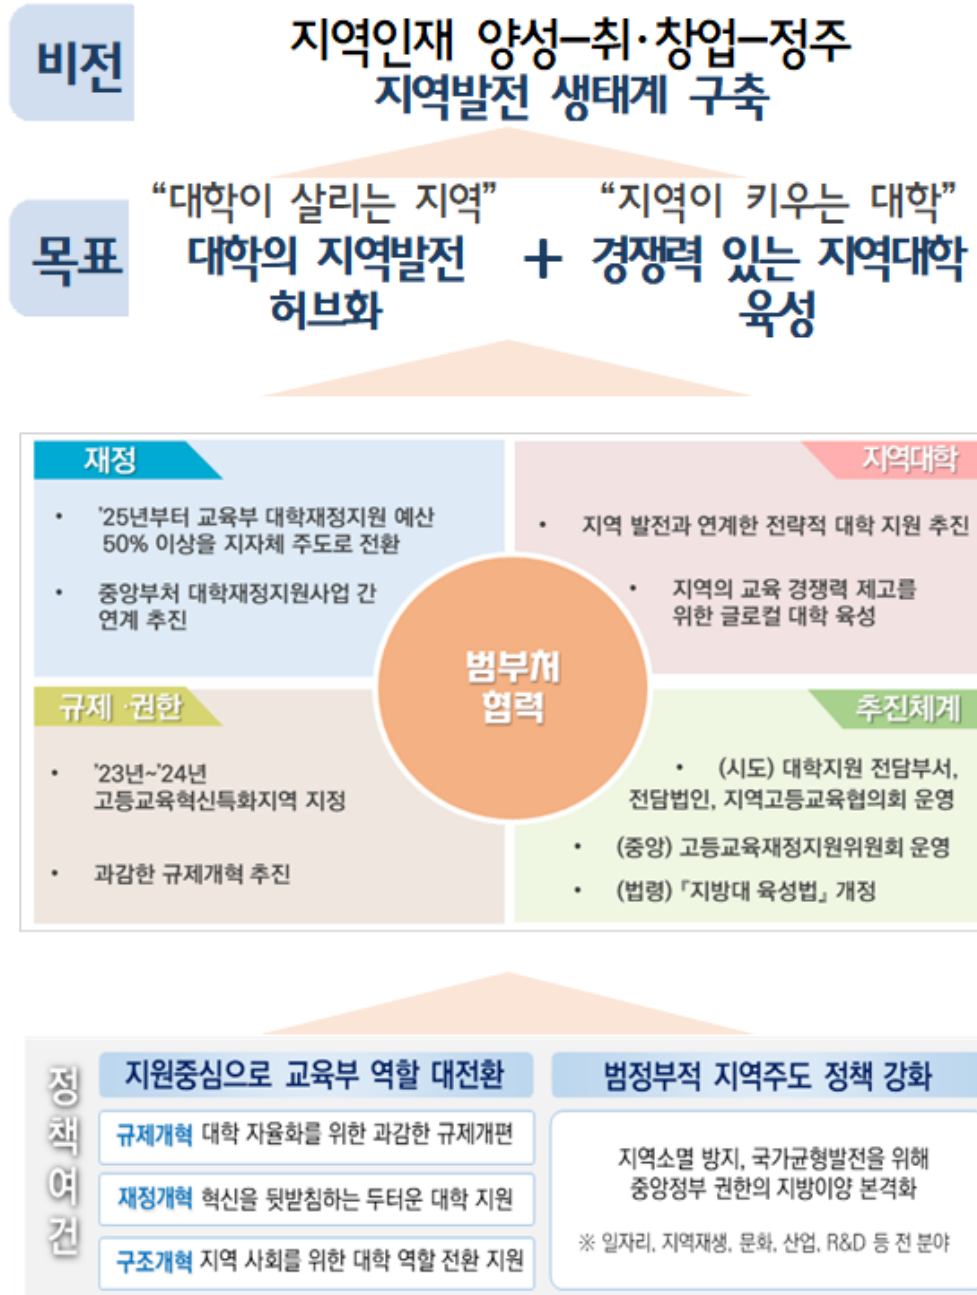 비전
지역인재 양성–취·창업–정주
지역발전 생태계 구축
목표
“대학이 살리는 지역”
대학의 지역발전
허브화
+
“지역이 키우는 대학”
경쟁력 있는 지역대학
육성
재정
• '25년부터 교육부 대학재정지원 예산
50% 이상을 지자체 주도로 전환
• 중앙부처 대학재정지원사업 간
연계 추진
지역대학
• 지역 발전과 연계한 전략적 대학 지원 추진
• 지역의 교육 경쟁력 제고를
위한 글로컬 대학 육성
범부처
협력
규제·권한
• '23년~'24년
고등교육혁신특화지역 지정
• 과감한 규제개혁 추진
추진체계
• (시도) 대학지원 전담부서,
전담법인, 지역고등교육협의회 운영
• (중앙) 고등교육재정지원위원회 운영
• (법령)『지방대 육성법』 개정
정책여건
지원중심으로 교육부 역할 대전환
규제개혁 대학 자율화를 위한 과감한 규제개편
재정개혁 혁신을 뒷받침하는 두터운 대학 지원
구조개혁 지역 사회를 위한 대학 역할 전환 지원
범정부적 지역주도 정책 강화
지역소멸 방지, 국가균형발전을 위해
중앙정부 권한의 지방이양 본격화
※ 일자리, 지역재생, 문화, 산업, R&D 등 전 분야